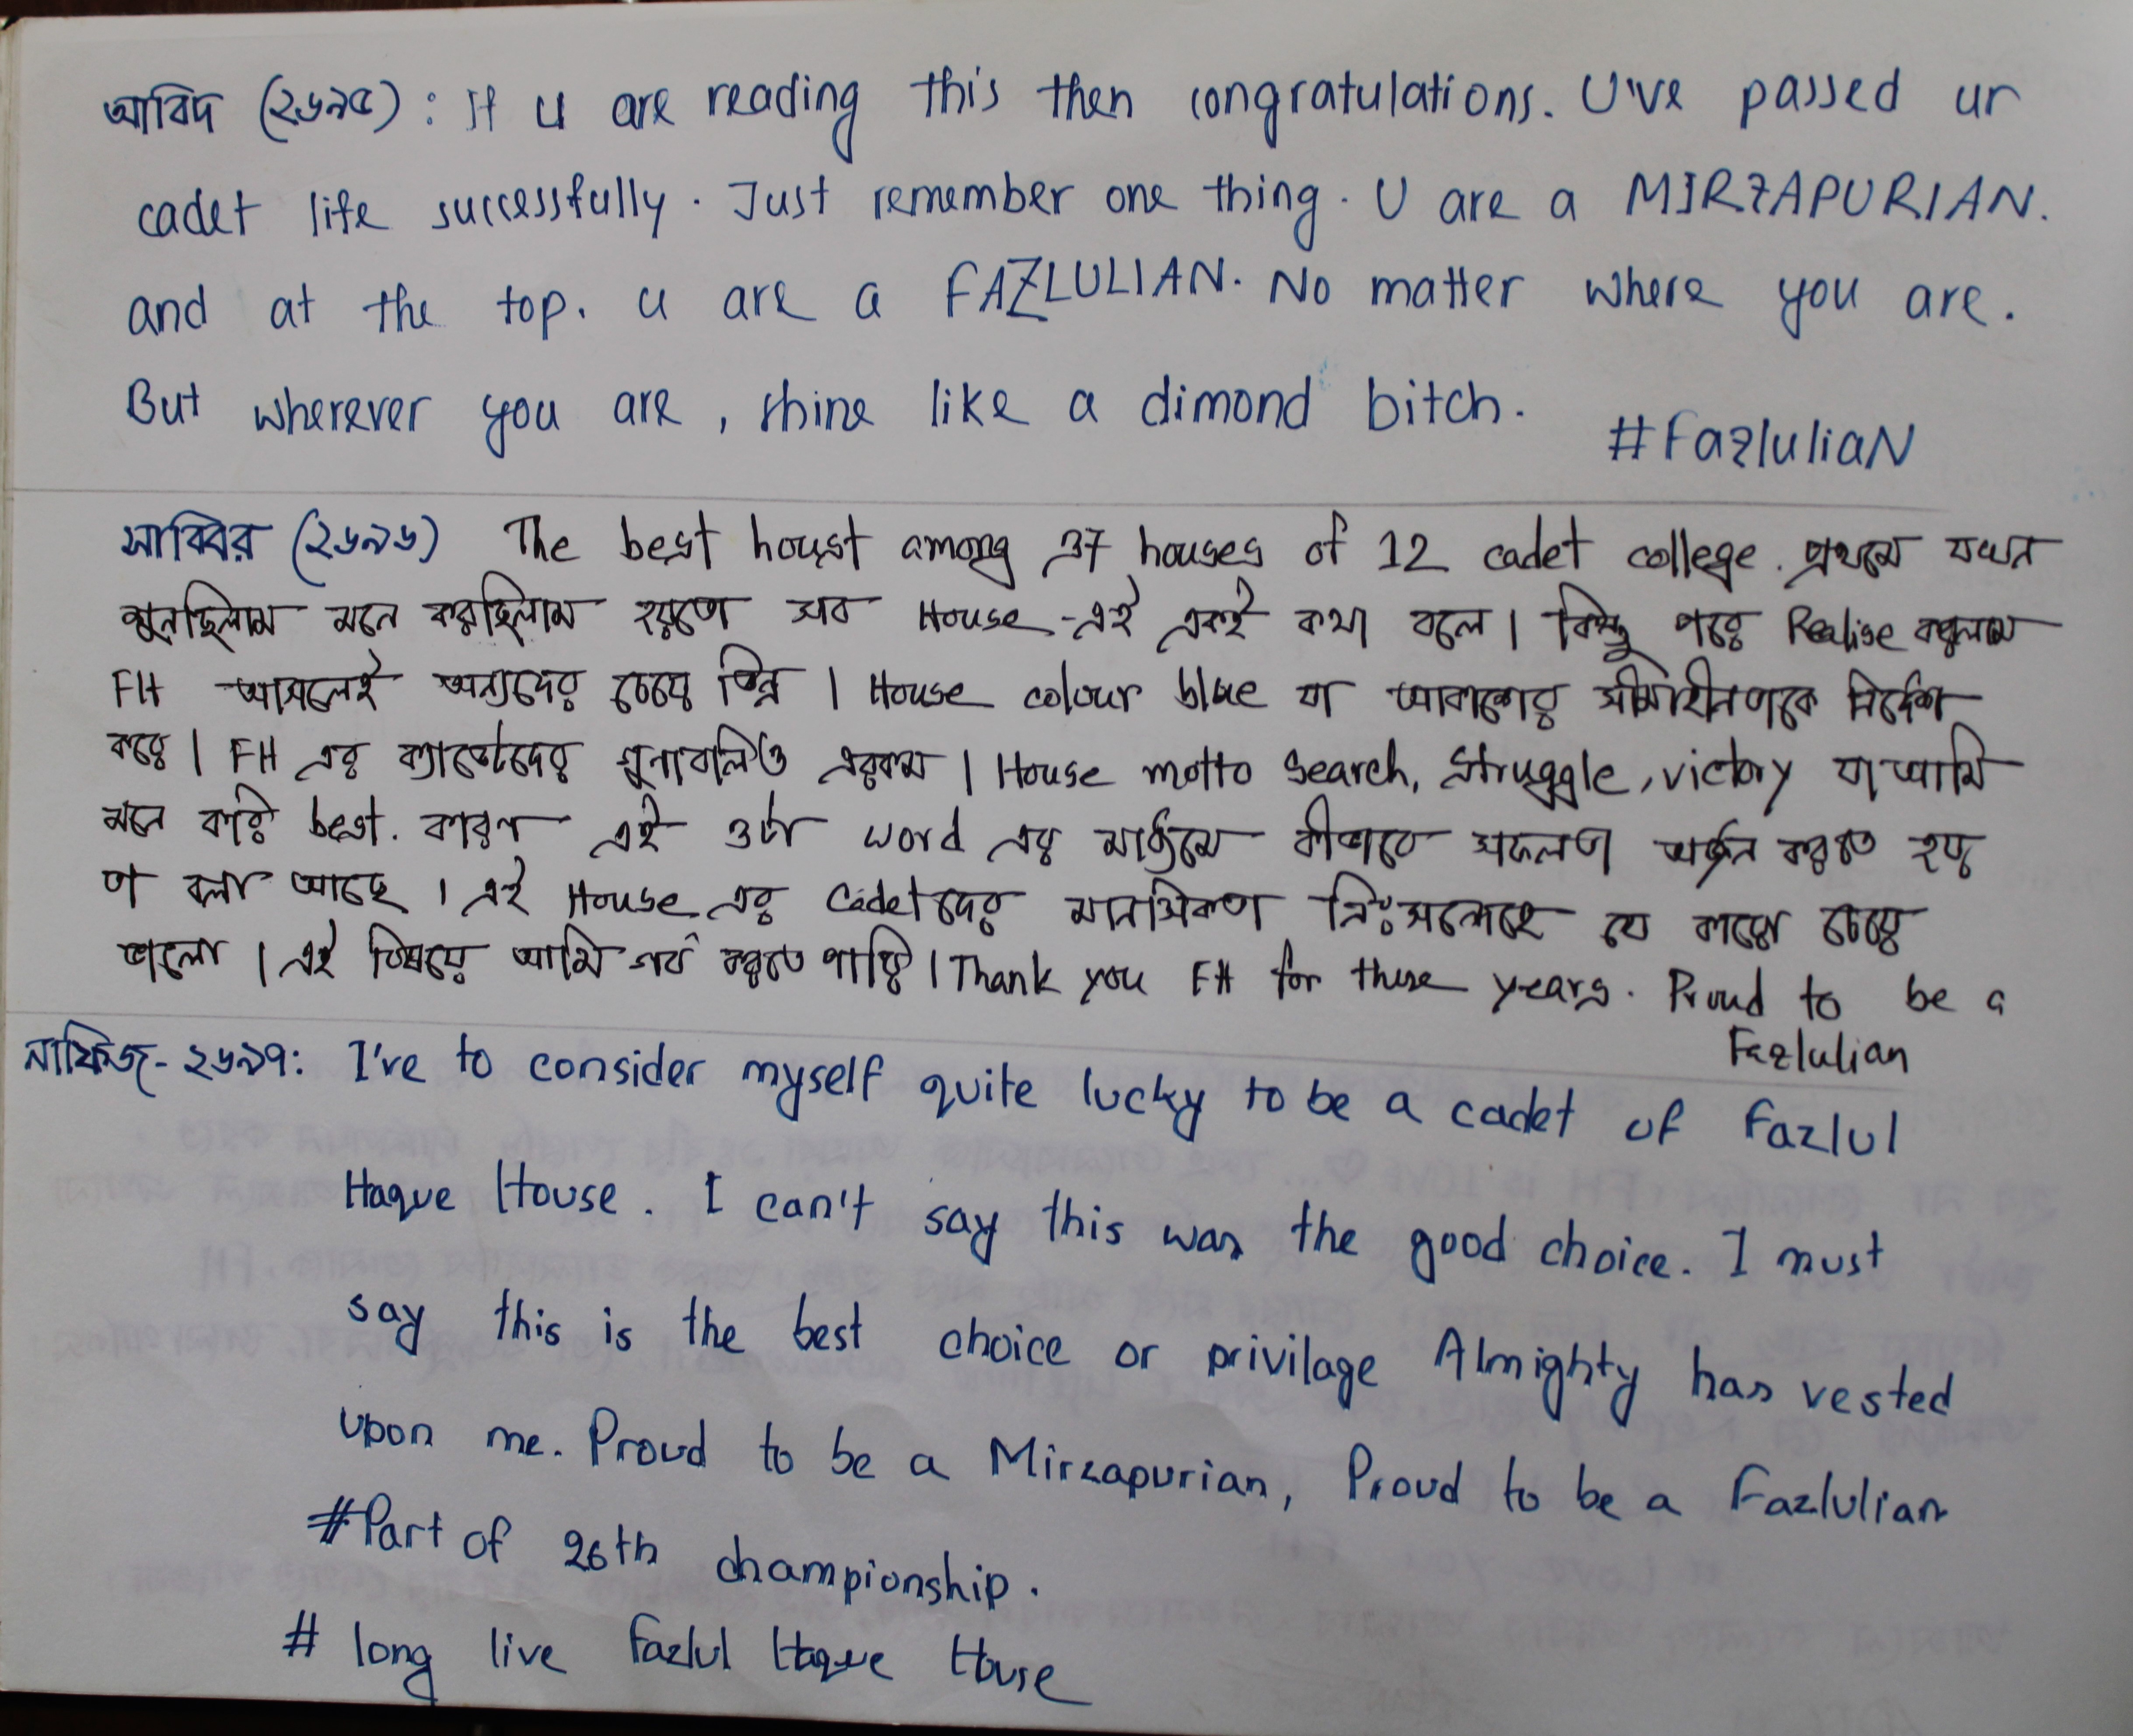 আবিদ (২৬৯৫) : If u are reading this then congratulations. U've passed ur
cadet life successfully. Just remember one thing. U are a MIRZAPURIAN.
and at the top. u are a FAZLULIAN. No matter where you are.
But wherever you are, shine like a dimond bitch.
#FazluliaN
সাব্বির (২৬৯৬) The best houst among 37 houses of 12 cadet college. প্রথমে যখন
শুনছিলাম মনে করছিলাম হয়তো সব House-এই একই কথা বলে। কিন্তু পরে Realise করলাম
FH আসলেই অন্যদের চেয়ে ভিন্ন। House colour blue যা আকাশের সীমাহীনতাকে নির্দেশ
করে। FH এর ক্যাডেটদের গুনাবলিও এরকম। House motto search, struggle, victory যা আমি
মনে করি best. কারণ এই ৩টা word এর মাধ্যমে কীভাবে সফলতা অর্জন করতে হয়
তা বলা আছে। এই House এর Cadetদের মানসিকতা নিঃসন্দেহে যে কারো চেয়ে
ভালো। এই বিষয়ে আমি গর্ব করতে পারি। Thank you FH for these years. Proud to be a
Fazlulian
নাফিজ-২৬৯৭: I've to consider myself quite lucky to be a cadet of Fazlul
Haque House. I can't say this was the good choice. I must
say this is the best choice or privilage Almighty has vested
upon me. Proud to be a Mirzapurian, Proud to be a Fazlulian
#Part of 26th championship.
# long live Fazlul Haque House